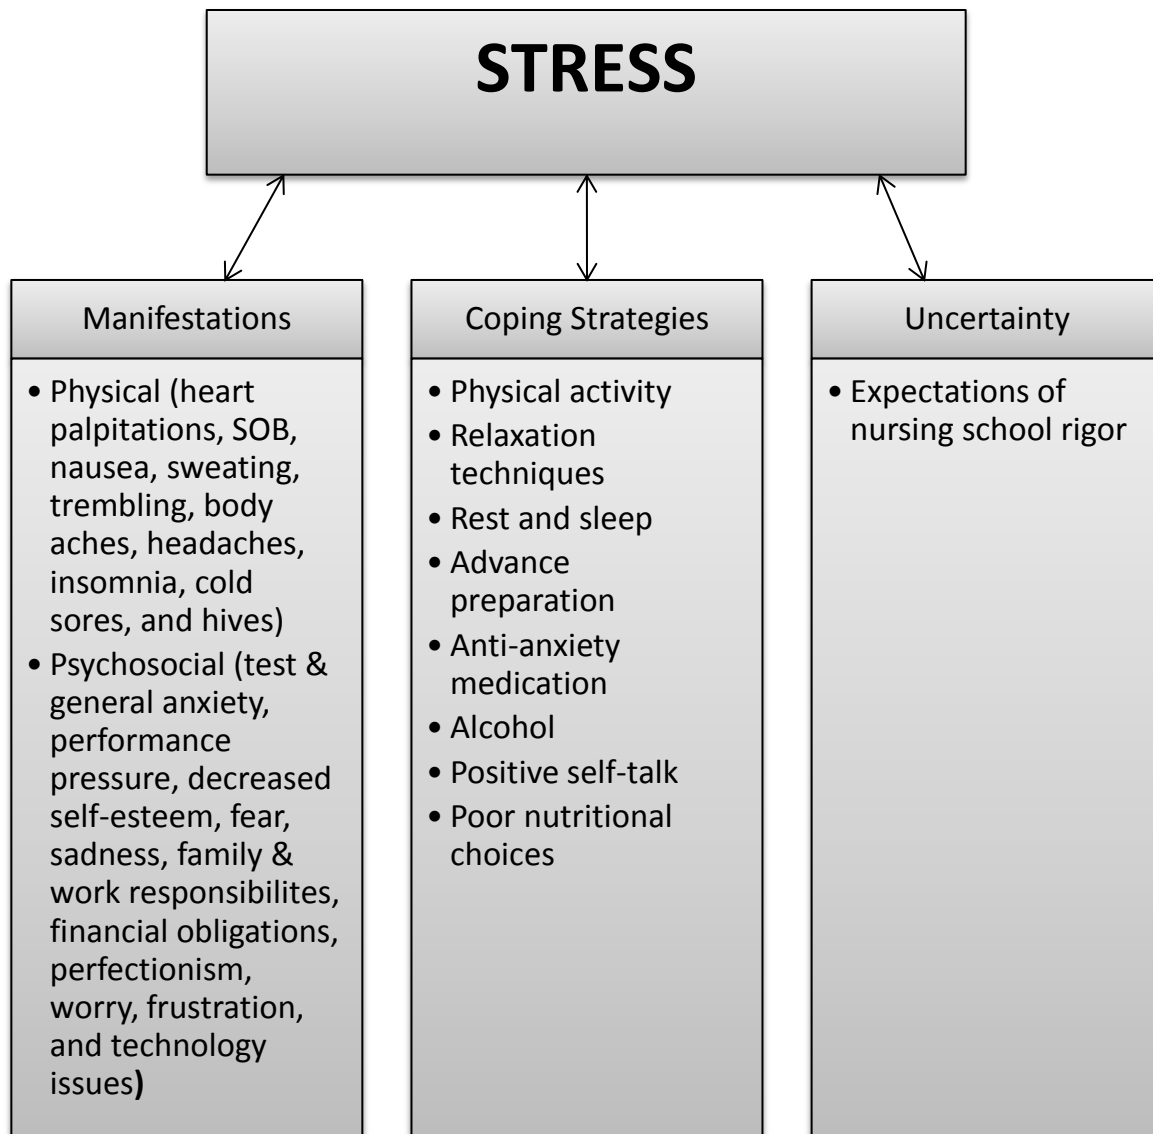 STRESS
Manifestations
• Physical (heart
palpitations, SOB,
nausea, sweating,
trembling, body
aches, headaches,
insomnia, cold
sores, and hives)
• Psychosocial (test &
general anxiety,
performance
pressure, decreased
self-esteem, fear,
sadness, family &
work responsibilites,
financial obligations,
perfectionism,
worry, frustration,
and technology
issues)
Coping Strategies
• Physical activity
• Relaxation
techniques
• Rest and sleep
• Advance
preparation
• Anti-anxiety
medication
• Alcohol
• Positive self-talk
• Poor nutritional
choices
Uncertainty
• Expectations of
nursing school rigor